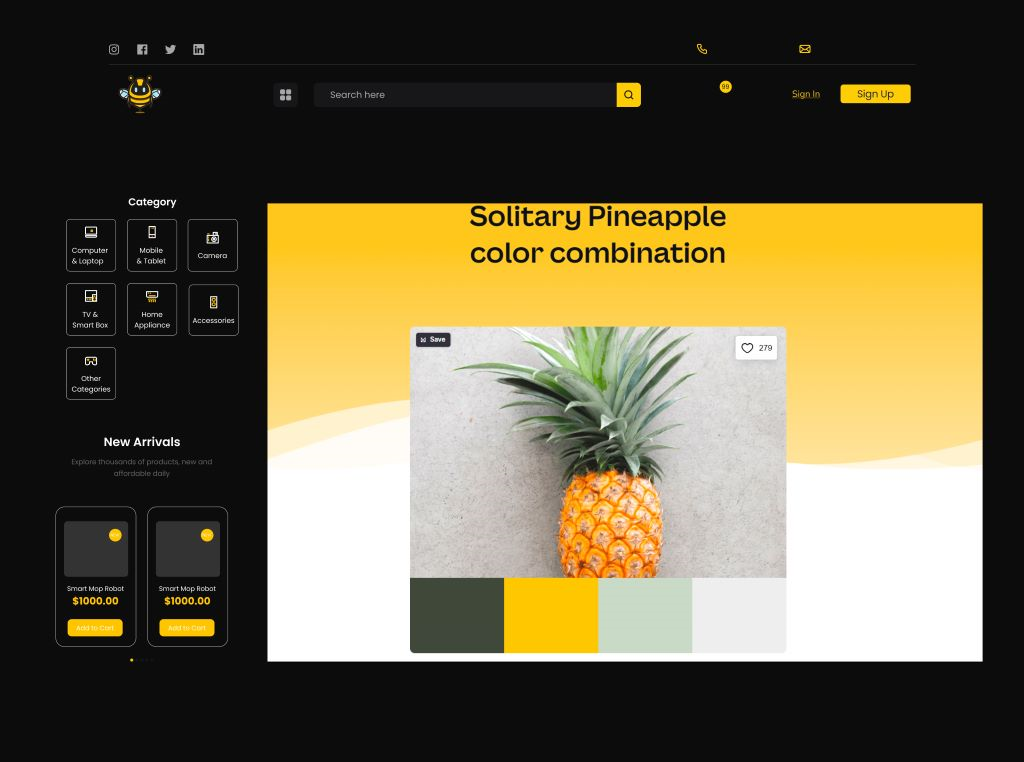 Search here
99
Sign In
Sign Up
Category
Computer
& Laptop
Mobile
& Tablet
Camera
TV &
Smart Box
Home
Appliance
Accessories
Other
Categories
New Arrivals
Explore thousands of products, new and
affordable daily
Smart Mop Robot
$1000.00
Add to Cart
Smart Mop Robot
$1000.00
Add to Cart
Solitary Pineapple
color combination
Save
279